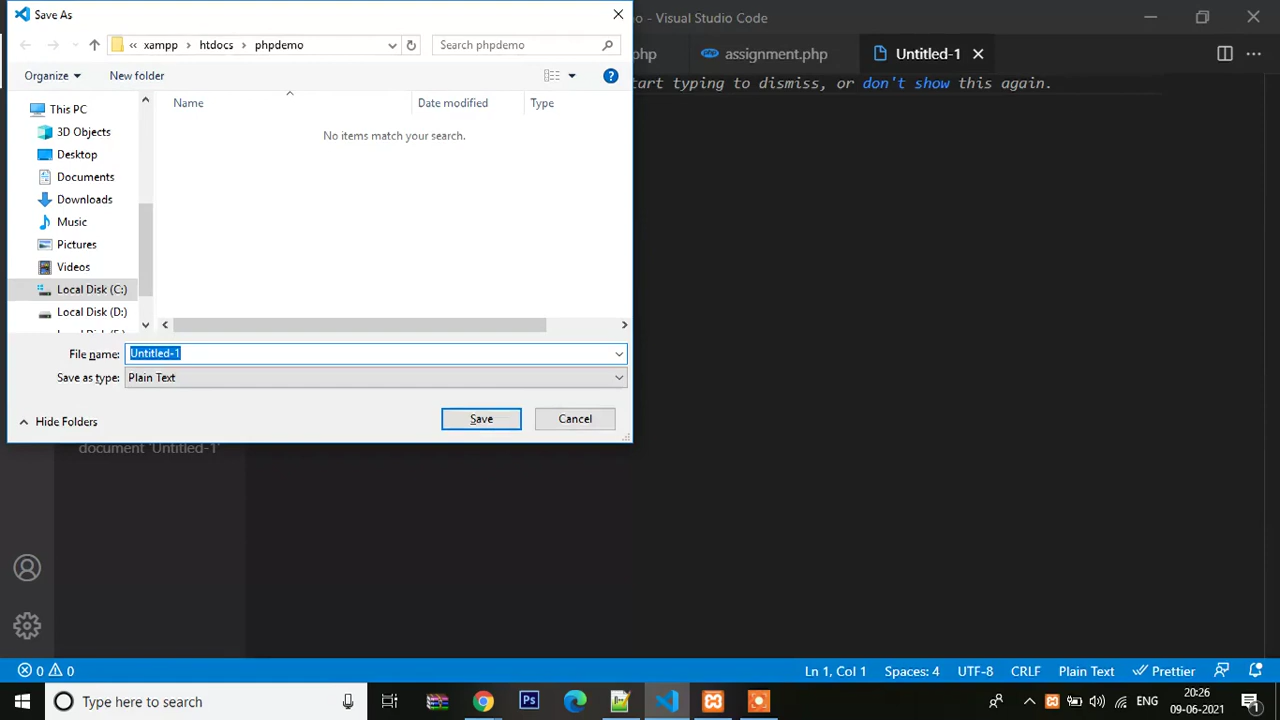 Save As
o - Visual Studio Code
xampp
htdocs
phpdemo
Search phpdemo
php
assignment.php
Untitled-1
Organize
New folder
tart typing to dismiss, or don't show this again.
This PC
3D Objects
Desktop
Documents
Downloads
Music
Pictures
Videos
Local Disk (C:)
Local Disk (D:)
Name
Date modified
Type
No items match your search.
File name:
Untitled-1
Save as type:
Plain Text
Hide Folders
Save
Cancel
document 'Untitled-1'
0
0
Ln 1, Col 1
Spaces: 4
UTF-8
CRLF
Plain Text
Prettier
Type here to search
Ps
ENG
20:26
09-06-2021
1